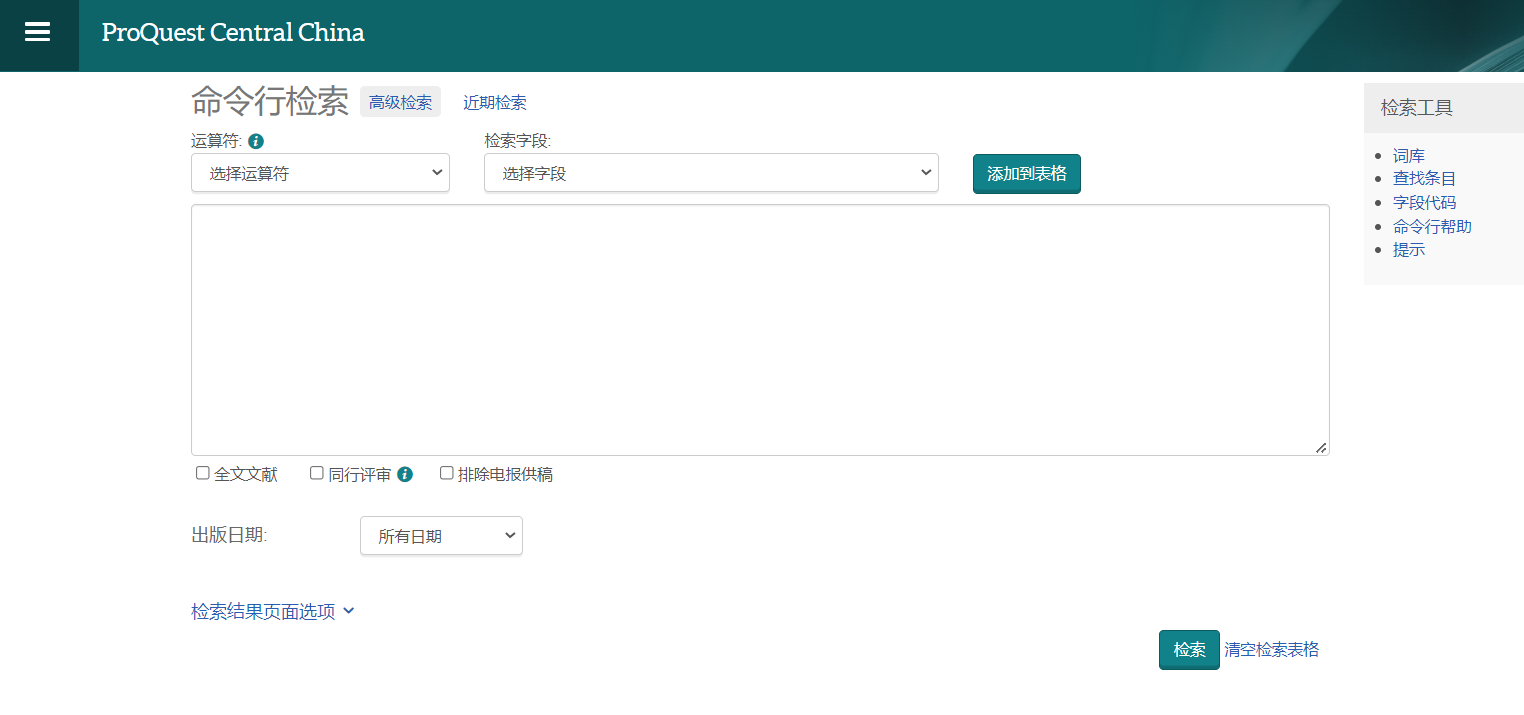 ProQuest Central China
命令行检索 高级检索 近期检索
运算符: 检索字段:
选择运算符 选择字段 添加到表格
全文文献 同行评审 排除电报供稿
出版日期: 所有日期
检索结果页面选项
检索 清空检索表格
检索工具
词库
查找条目
字段代码
命令行帮助
提示